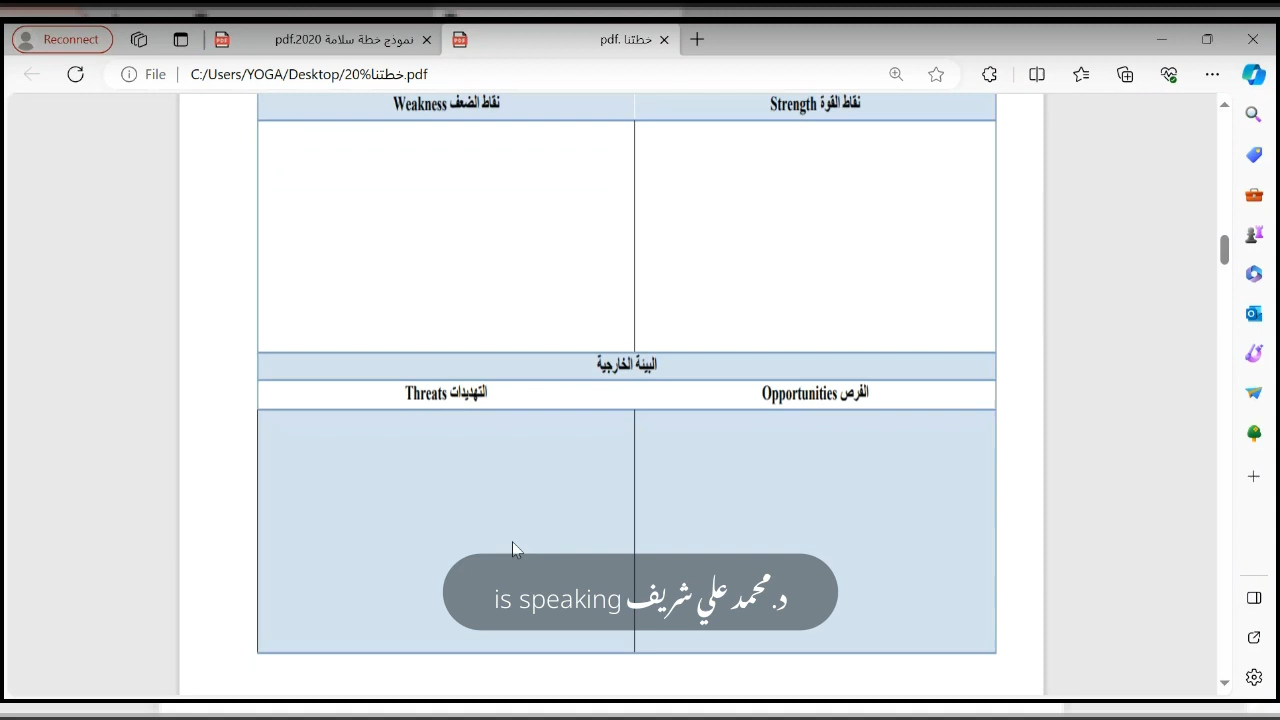 Reconnect
نموذج خطة سلامة 2020.pdf
خطتنا .pdf
File
C:/Users/YOGA/Desktop/20%خطتنا.pdf
نقاط القوة Strength
نقاط الضعف Weakness
البيئة الخارجية
الفرص Opportunities
التهديدات Threats
د.محمد علي شريف is speaking